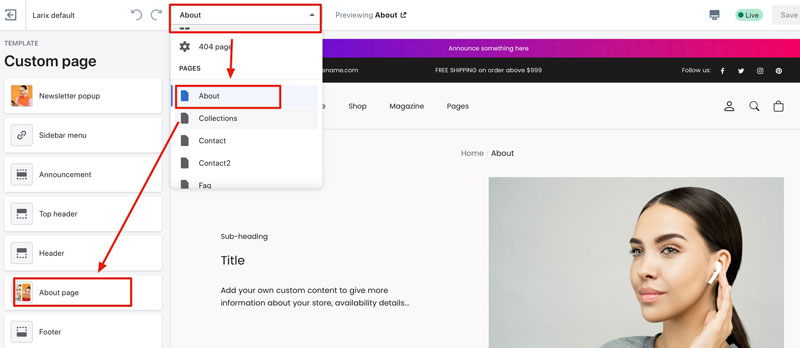 Larix default
About
Previewing About
Live
Save
TEMPLATE
Custom page
Newsletter popup
Sidebar menu
Announcement
Top header
Header
About page
Footer
404 page
PAGES
About
Collections
Contact
Contact2
Faq
Announce something here
ename.com
FREE SHIPPING on order above $999
Follow us:
e
Shop
Magazine
Pages
Home / About
Sub-heading
Title
Add your own custom content to give more
information about your store, availability details...